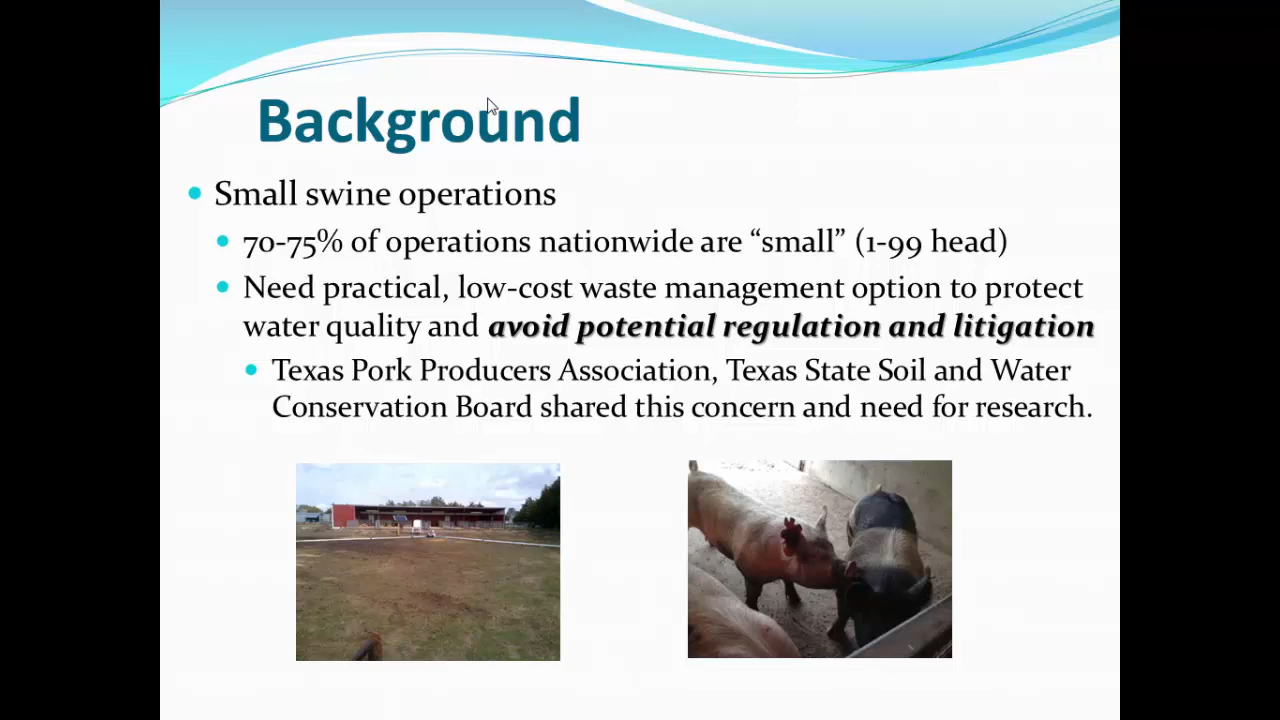 Background
Small swine operations
70-75% of operations nationwide are “small” (1-99 head)
Need practical, low-cost waste management option to protect
water quality and avoid potential regulation and litigation
Texas Pork Producers Association, Texas State Soil and Water
Conservation Board shared this concern and need for research.